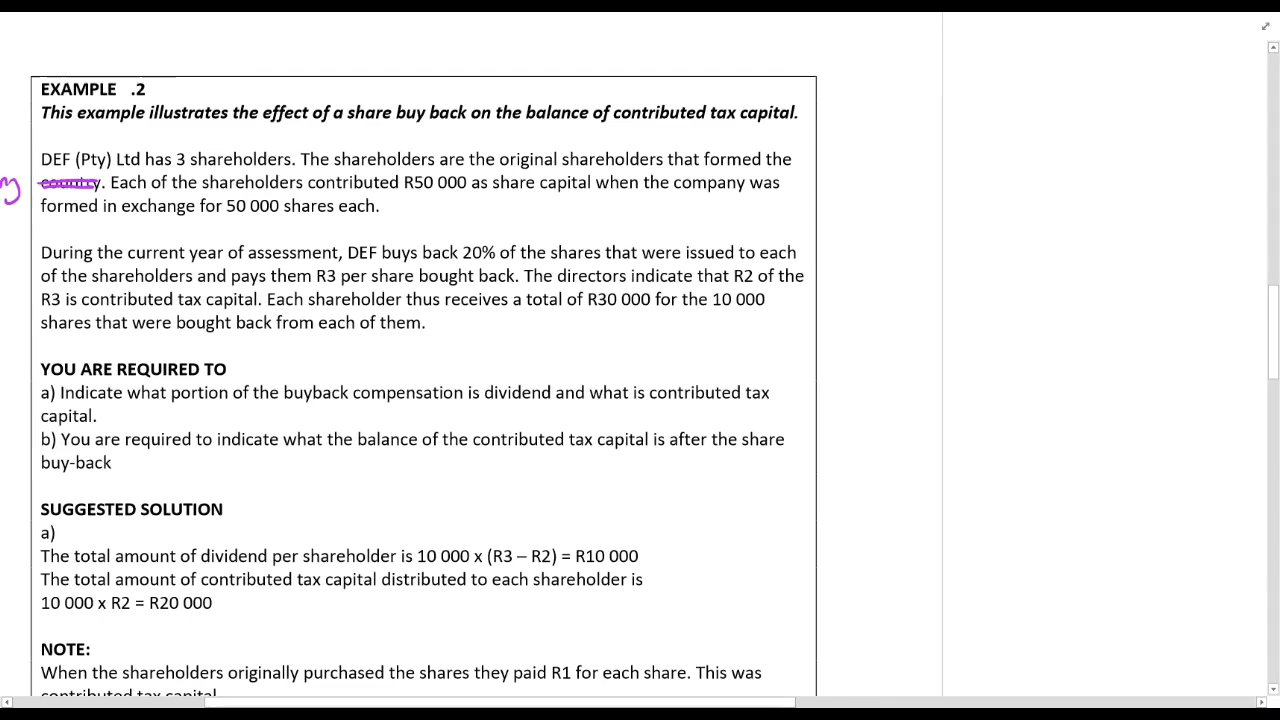 EXAMPLE .2
This example illustrates the effect of a share buy back on the balance of contributed tax capital.
DEF (Pty) Ltd has 3 shareholders. The shareholders are the original shareholders that formed the
country. Each of the shareholders contributed R50 000 as share capital when the company was
formed in exchange for 50 000 shares each.
During the current year of assessment, DEF buys back 20% of the shares that were issued to each
of the shareholders and pays them R3 per share bought back. The directors indicate that R2 of the
R3 is contributed tax capital. Each shareholder thus receives a total of R30 000 for the 10 000
shares that were bought back from each of them.
YOU ARE REQUIRED TO
a) Indicate what portion of the buyback compensation is dividend and what is contributed tax
capital.
b) You are required to indicate what the balance of the contributed tax capital is after the share
buy-back
SUGGESTED SOLUTION
a)
The total amount of dividend per shareholder is 10 000 x (R3 – R2) = R10 000
The total amount of contributed tax capital distributed to each shareholder is
10 000 x R2 = R20 000
NOTE:
When the shareholders originally purchased the shares they paid R1 for each share. This was
contributed tax capital